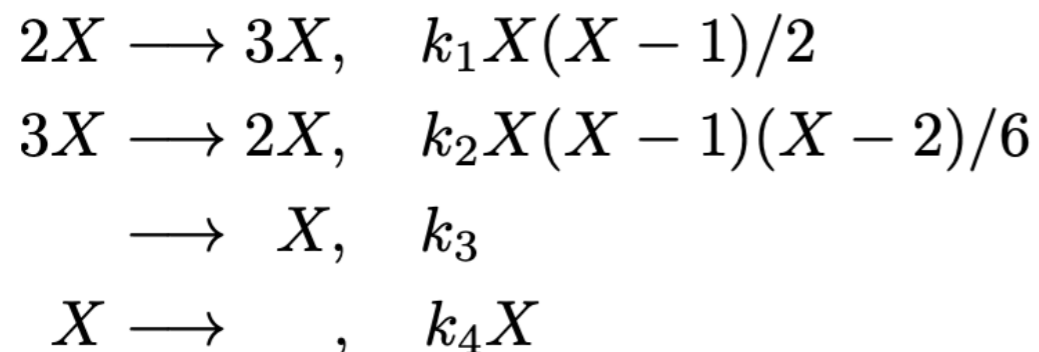 2X ⟶ 3X, k₁X(X − 1)/2
3X ⟶ 2X, k₂X(X − 1)(X − 2)/6
⟶ X, k₃
X ⟶ , k₄X